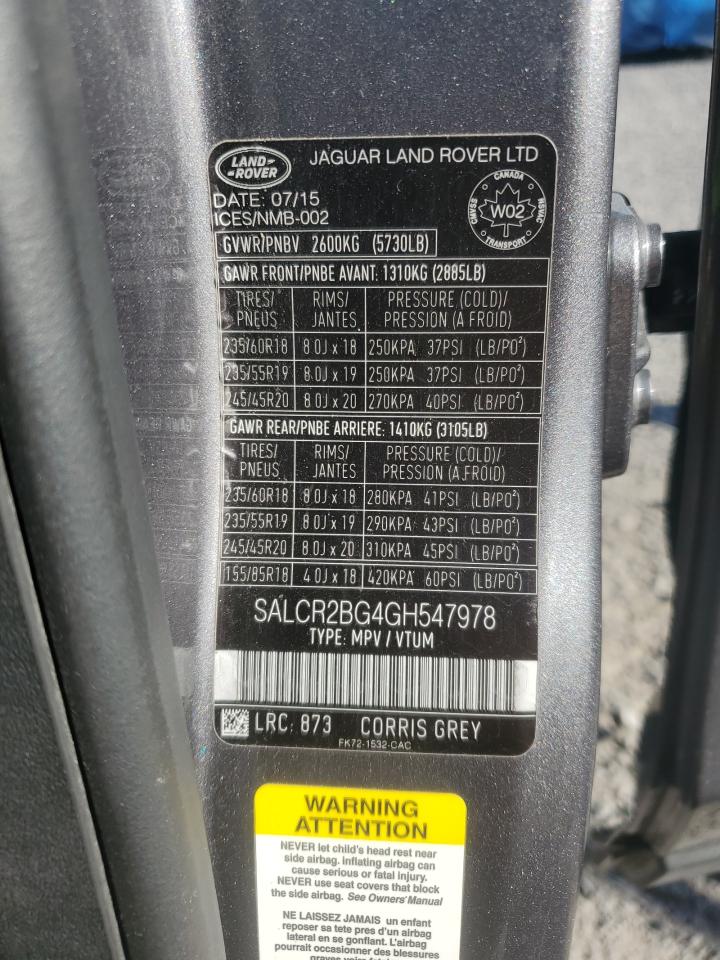 LAND-ROVER
JAGUAR LAND ROVER LTD
DATE: 07/15
ICES/NMB-002
CANADA
CMVSS
W02
NSVAC
TRANSPORT
GVWR/PNBV 2600KG (5730LB)
GAWR FRONT/PNBE AVANT: 1310KG (2885LB)
TIRES/ RIMS/ PRESSURE (COLD)/
PNEUS JANTES PRESSION (A FROID)
235/60R18 8.0J x 18 250KPA 37PSI (LB/PO²)
235/55R19 8.0J x 19 250KPA 37PSI (LB/PO²)
245/45R20 8.0J x 20 270KPA 40PSI (LB/PO²)
GAWR REAR/PNBE ARRIERE: 1410KG (3105LB)
TIRES/ RIMS/ PRESSURE (COLD)/
PNEUS JANTES PRESSION (A FROID)
235/60R18 8.0J x 18 280KPA 41PSI (LB/PO²)
235/55R19 8.0J x 19 290KPA 43PSI (LB/PO²)
245/45R20 8.0J x 20 310KPA 45PSI (LB/PO²)
155/85R18 4.0J x 18 420KPA 60PSI (LB/PO²)
SALCR2BG4GH547978
TYPE: MPV / VTUM
LRC: 873 CORRIS GREY
FK72-1532-CAC
WARNING
ATTENTION
NEVER let child's head rest near
side airbag. inflating airbag can
cause serious or fatal injury.
NEVER use seat covers that block
the side airbag. See Owners' Manual
NE LAISSEZ JAMAIS un enfant
reposer sa tete pres d'un airbag
lateral en se gonflant. L'airbag
pourrait occasionner des blessures
graves voire